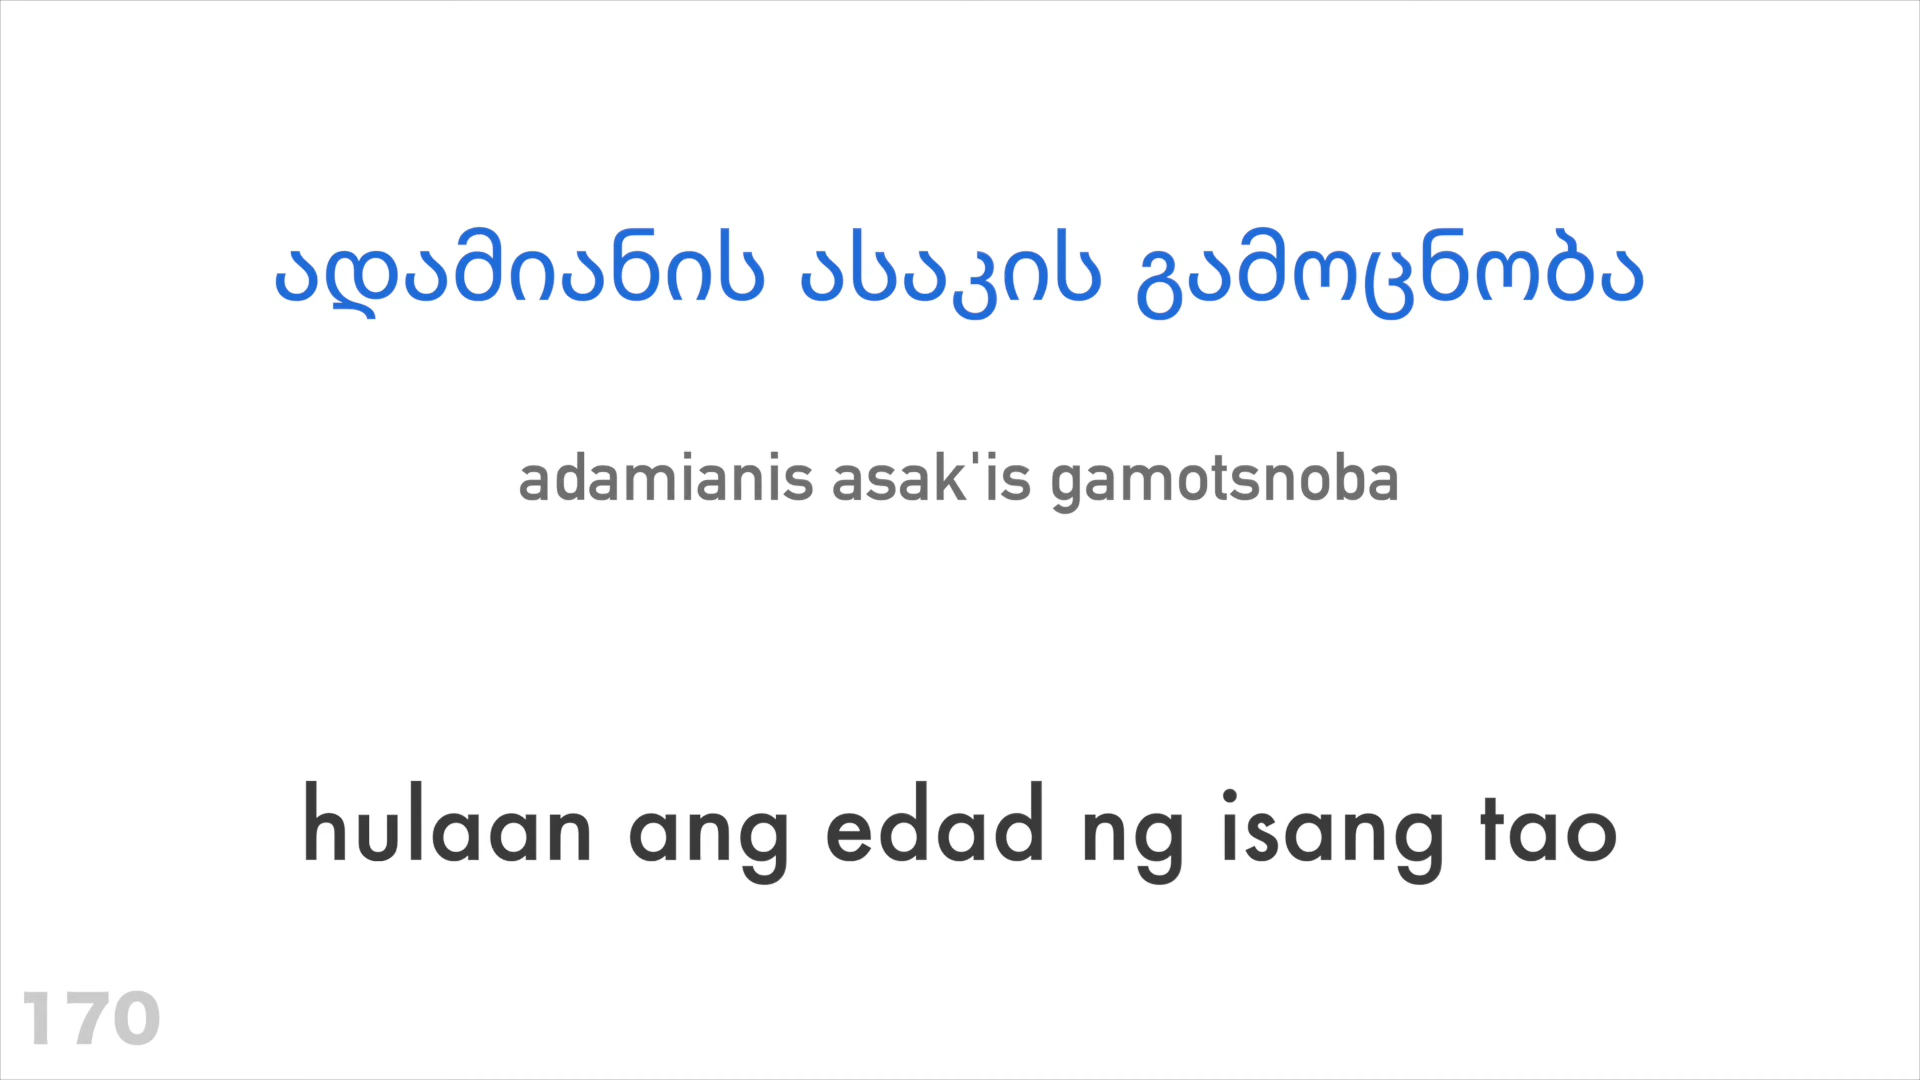 ადამიანის ასაკის გამოცნობა
adamianis asak'is gamotsnoba
hulaan ang edad ng isang tao
170